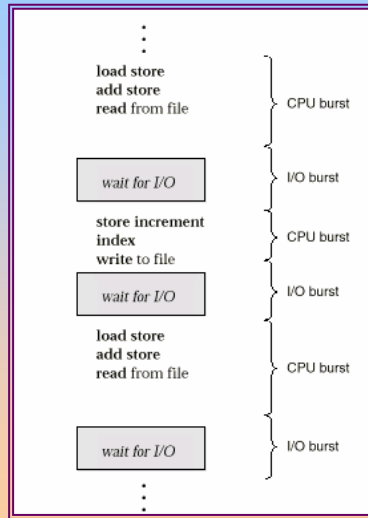 load store
add store
read from file
CPU burst
wait for I/O
I/O burst
store increment
index
write to file
CPU burst
wait for I/O
I/O burst
load store
add store
read from file
CPU burst
wait for I/O
I/O burst